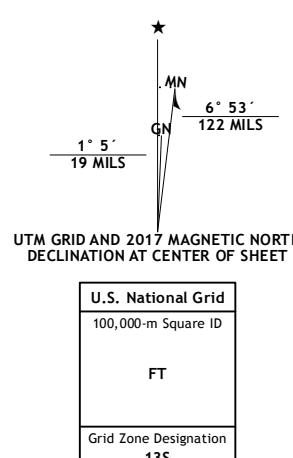 ★
MN
GN
6° 53´
122 MILS
1° 5´
19 MILS
UTM GRID AND 2017 MAGNETIC NORTH
DECLINATION AT CENTER OF SHEET
U.S. National Grid
100,000-m Square ID
FT
Grid Zone Designation
13S